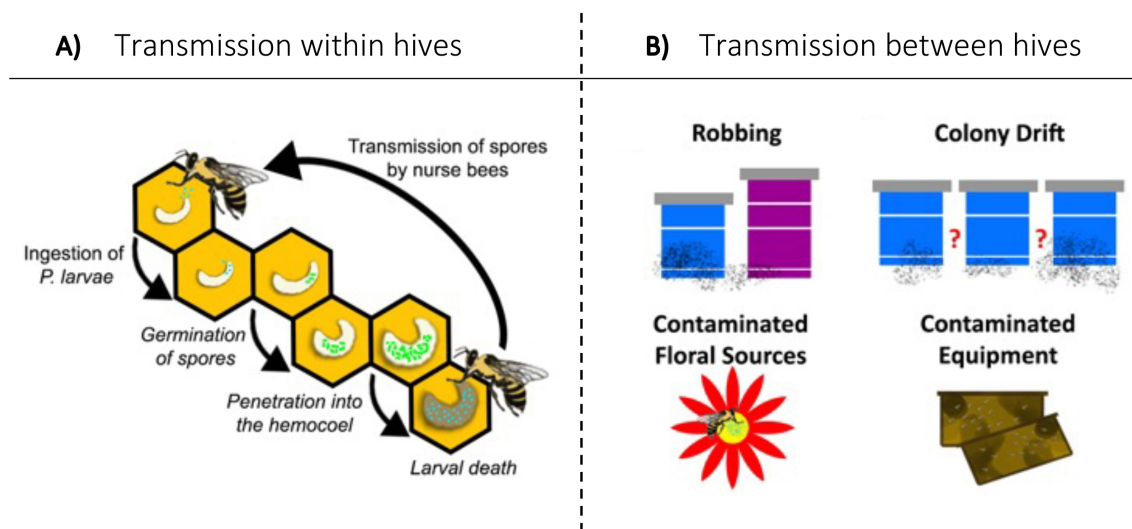 A) Transmission within hives
Transmission of spores
by nurse bees
Ingestion of
P. larvae
Germination
of spores
Penetration into
the hemocoel
Larval death
B) Transmission between hives
Robbing
Colony Drift
? ?
Contaminated
Floral Sources
Contaminated
Equipment